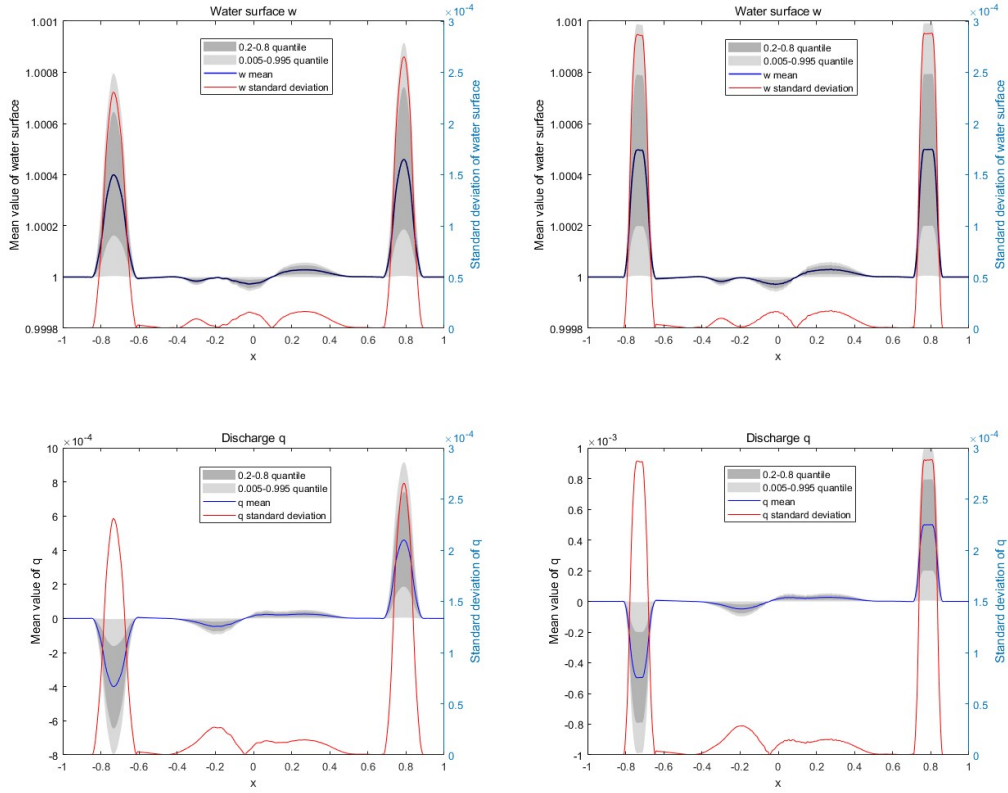 Water surface w
3 ×10⁻⁴
1.001
1.0008
1.0006
1.0004
1.0002
1
0.9998
Mean value of water surface
0.2-0.8 quantile
0.005-0.995 quantile
w mean
w standard deviation
2.5
2
1.5
1
0.5
0
Standard deviation of water surface
-1 -0.8 -0.6 -0.4 -0.2 0 0.2 0.4 0.6 0.8 1
x
Water surface w
3 ×10⁻⁴
1.001
1.0008
1.0006
1.0004
1.0002
1
0.9998
Mean value of water surface
0.2-0.8 quantile
0.005-0.995 quantile
w mean
w standard deviation
2.5
2
1.5
1
0.5
0
Standard deviation of water surface
-1 -0.8 -0.6 -0.4 -0.2 0 0.2 0.4 0.6 0.8 1
x
×10⁻⁴
Discharge q
3 ×10⁻⁴
10
8
6
4
2
0
-2
-4
-6
-8
Mean value of q
0.2-0.8 quantile
0.005-0.995 quantile
q mean
q standard deviation
2.5
2
1.5
1
0.5
0
Standard deviation of q
-1 -0.8 -0.6 -0.4 -0.2 0 0.2 0.4 0.6 0.8 1
x
×10⁻³
Discharge q
3 ×10⁻⁴
1
0.8
0.6
0.4
0.2
0
-0.2
-0.4
-0.6
-0.8
-1
Mean value of q
0.2-0.8 quantile
0.005-0.995 quantile
q mean
q standard deviation
2.5
2
1.5
1
0.5
0
Standard deviation of q
-1 -0.8 -0.6 -0.4 -0.2 0 0.2 0.4 0.6 0.8 1
x